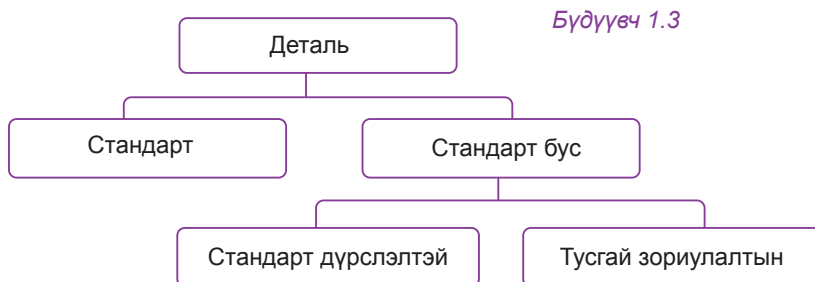 Бүдүүвч 1.3
Деталь
Стандарт
Стандарт бус
Стандарт дүрслэлтэй
Тусгай зориулалтын